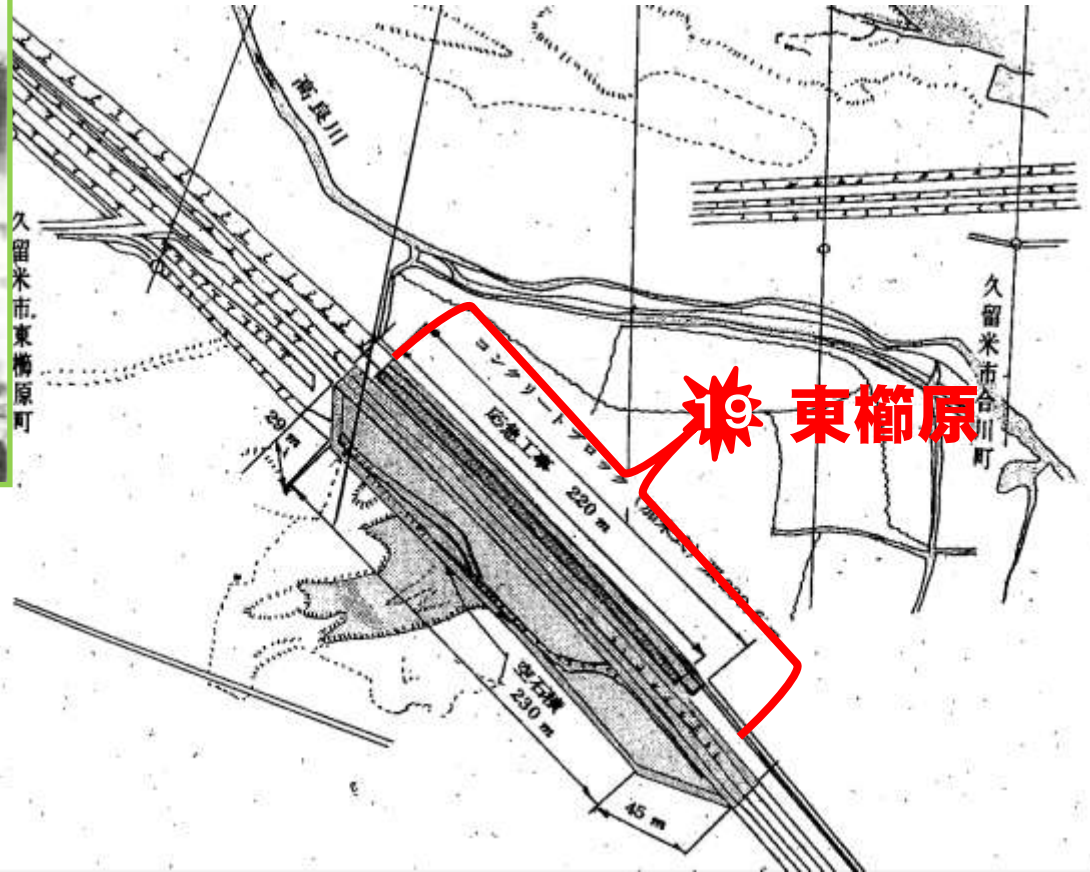 高良川
久留米市東櫛原町
久留米市合川町
19 東櫛原
コンクリートブロック
応急工事 220 m
29 m
空石積
230 m
45 m